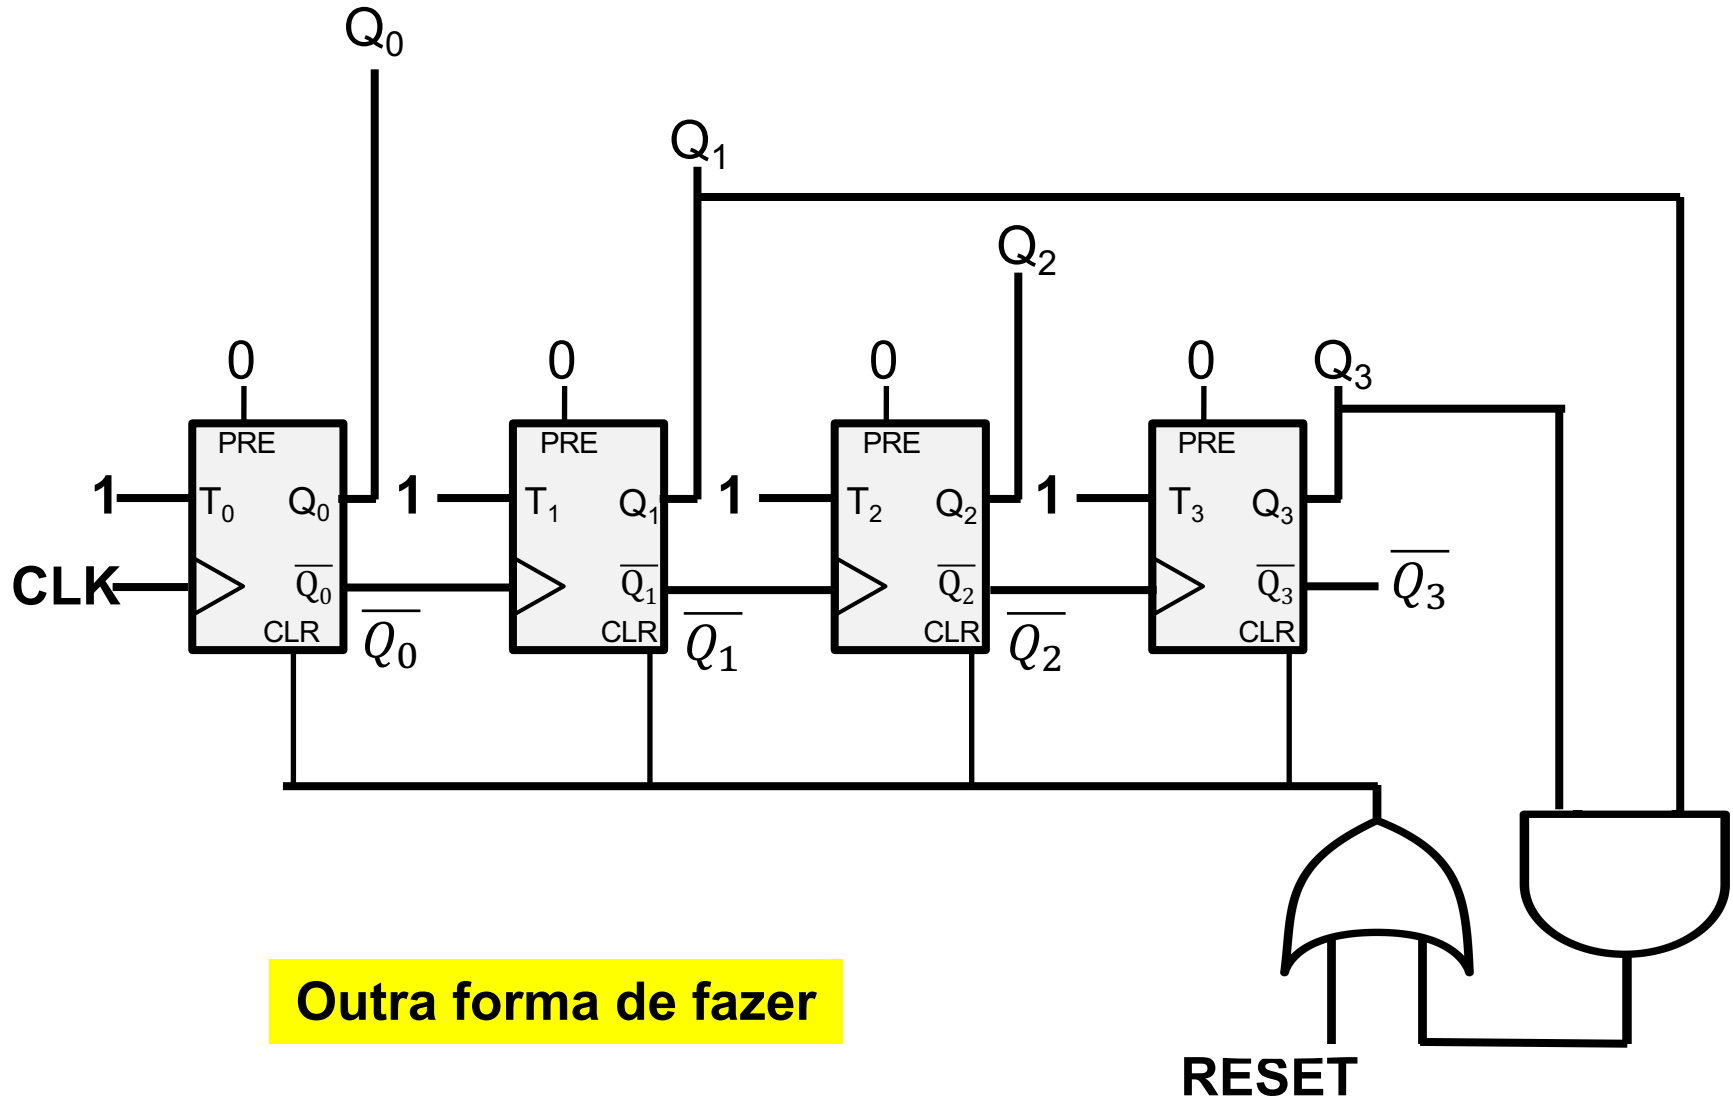 Q₀
Q₁
Q₂
0 0 0 0 Q₃
PRE PRE PRE PRE
1 T₀ Q₀ 1 T₁ Q₁ 1 T₂ Q₂ 1 T₃ Q₃
CLK Q̅₀ Q̅₁ Q̅₂ Q̅₃ Q̅₃
CLR Q̅₀ CLR Q̅₁ CLR Q̅₂ CLR
Outra forma de fazer
RESET